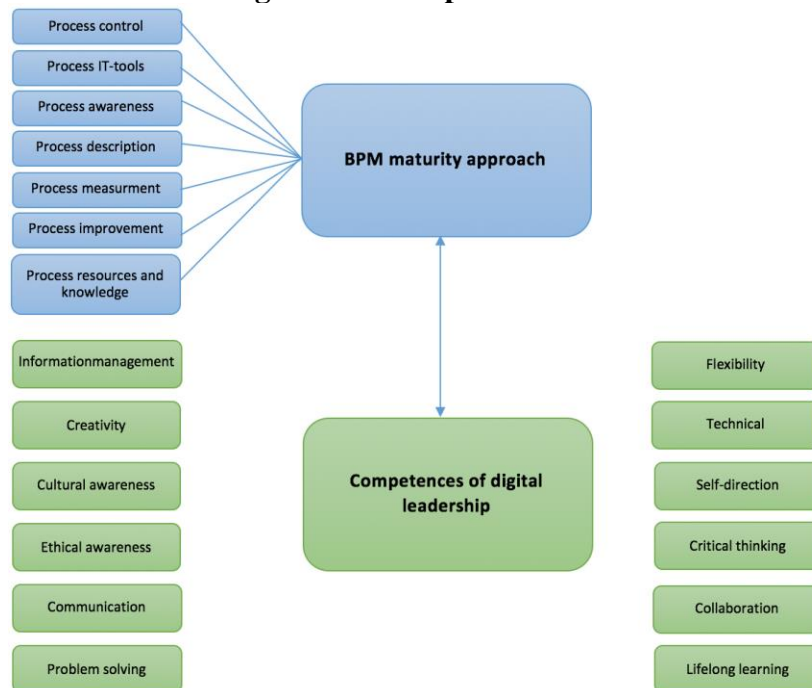 Process control
Process IT-tools
Process awareness
Process description
Process measurment
Process improvement
Process resources and
knowledge
BPM maturity approach
Informationmanagement
Creativity
Cultural awareness
Ethical awareness
Communication
Problem solving
Competences of digital
leadership
Flexibility
Technical
Self-direction
Critical thinking
Collaboration
Lifelong learning